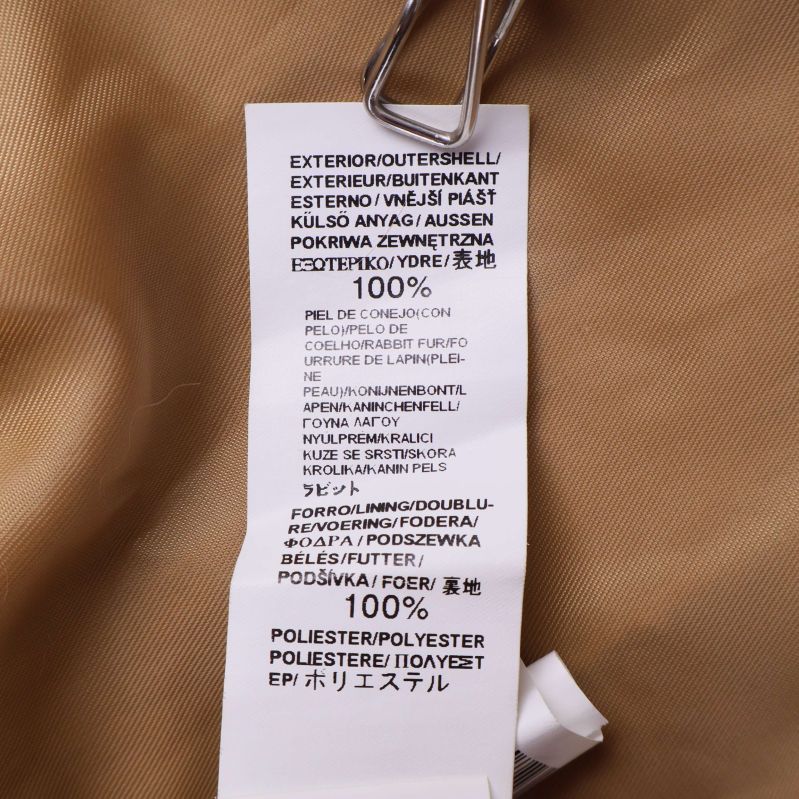 EXTERIOR/OUTERSHELL/
EXTERIEUR/BUITENKANT
ESTERNO/VNĚJŠÍ PIÁŠŤ
KŰLSŐ ANYAG/AUSSEN
POKRIWA ZEWNĘTRZNA
ΕΞΩΤΕΡΙΚΟ/YDRE/表地
100%
PIEL DE CONEJO(CON
PELO)/PELO DE
COELHO/RABBIT FUR/FO
URRURE DE LAPIN(PLEI-
NE
PEAU)/KONIJNENBONT/L
APEN/KANINCHENFELL/
ΓΟΥΝΑ ΛΑΓΟΥ
NYULPRÉM/KRALICI
KUZE SE SRSTI/SKORA
KROLIKA/KANIN PELS
ラビット
FORRO/LINING/DOUBLU-
RE/VOERING/FODERA/
ΦΟΔΡΑ/PODSZEWKA
BÉLÉS/FUTTER/
PODŠÍVKA/FOER/裏地
100%
POLIESTER/POLYESTER
POLIESTERE/ΠΟΛΥΕΣΤ
ΕΡ/ポリエステル